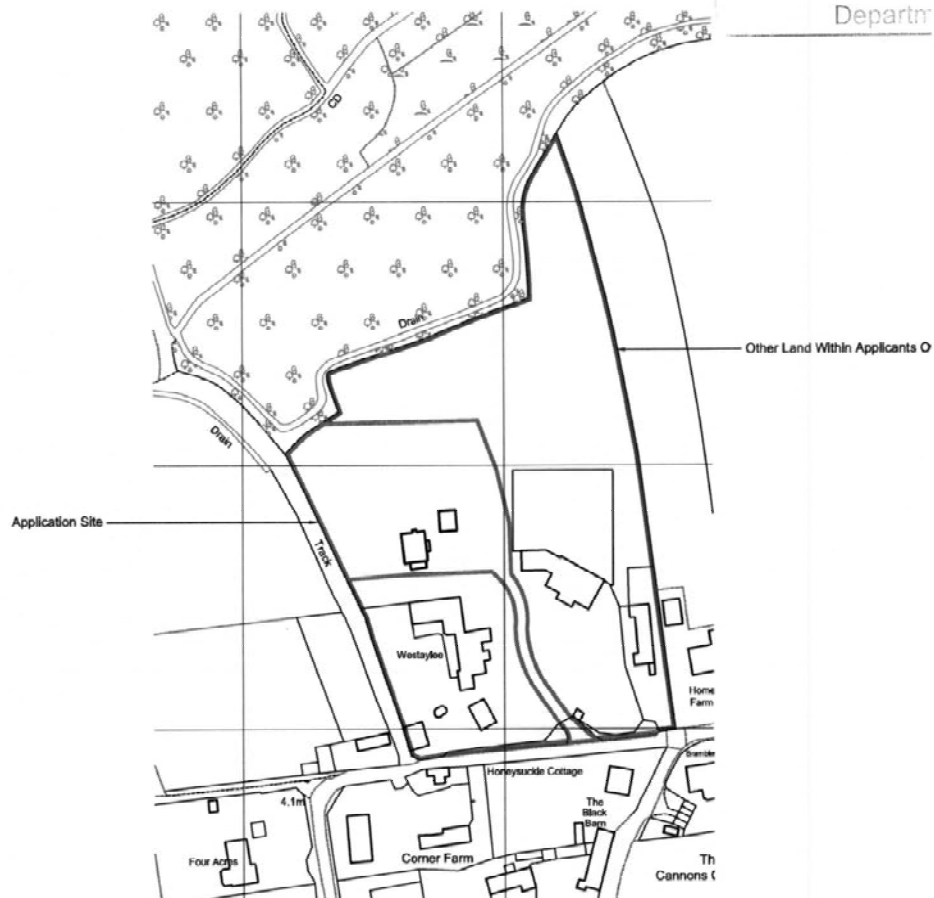 Departm
CD
Drain
Other Land Within Applicants O
Drain
Application Site
Track
Westaylee
Home
Farm
Honeysuckle Cottage
4.1m
The
Black
Barn
Four Acres
Corner Farm
Th
Cannons C